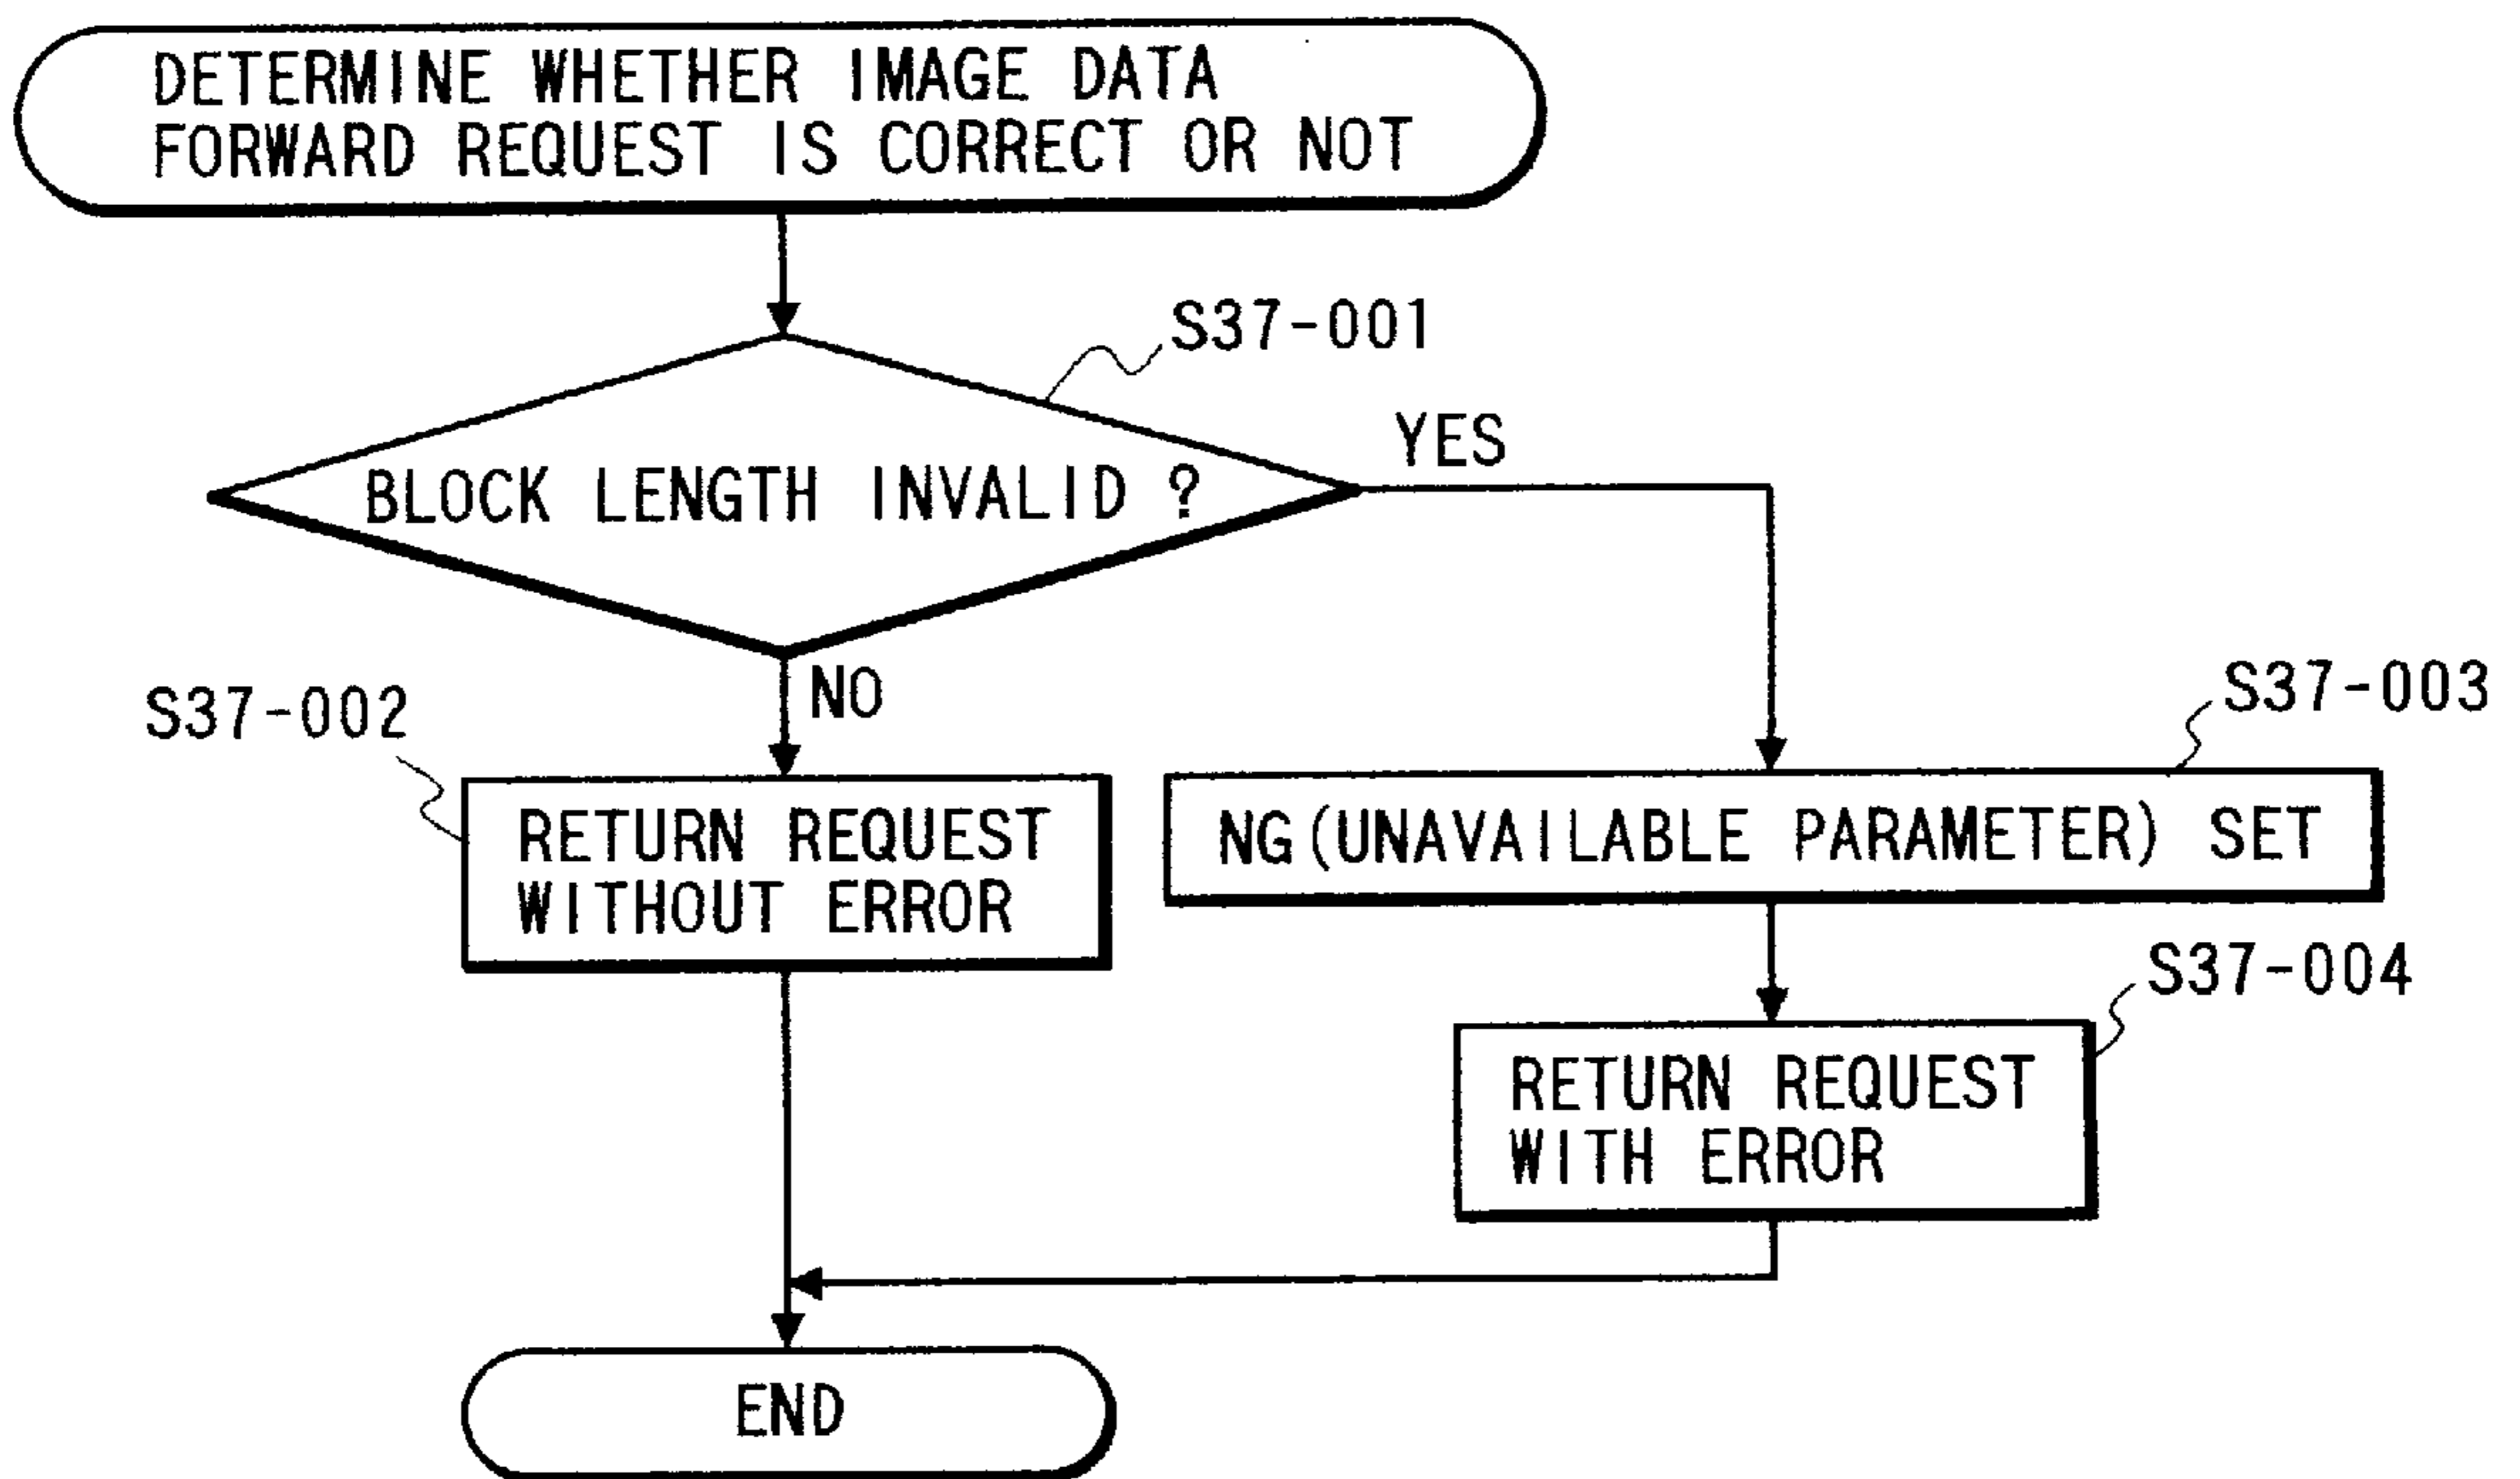 DETERMINE WHETHER IMAGE DATA
FORWARD REQUEST IS CORRECT OR NOT
S37-001
BLOCK LENGTH INVALID ?
YES
NO
S37-002
RETURN REQUEST
WITHOUT ERROR
S37-003
NG(UNAVAILABLE PARAMETER) SET
S37-004
RETURN REQUEST
WITH ERROR
END